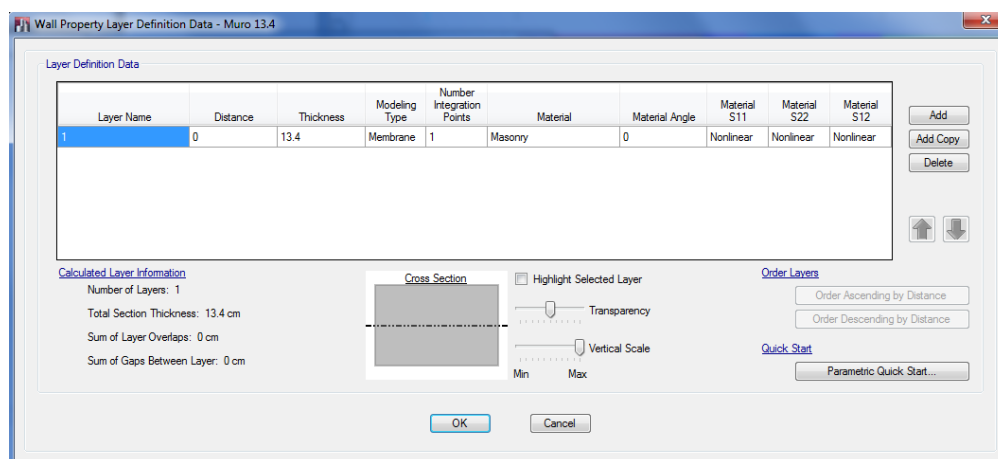 Wall Property Layer Definition Data - Muro 13.4
Layer Definition Data
Layer Name Distance Thickness Modeling Type Number Integration Points Material Material Angle Material S11 Material S22 Material S12
1 0 13.4 Membrane 1 Masonry 0 Nonlinear Nonlinear Nonlinear
Add
Add Copy
Delete
Calculated Layer Information
Number of Layers: 1
Total Section Thickness: 13.4 cm
Sum of Layer Overlaps: 0 cm
Sum of Gaps Between Layer: 0 cm
Cross Section
Highlight Selected Layer
Transparency
Vertical Scale
Min Max
Order Layers
Order Ascending by Distance
Order Descending by Distance
Quick Start
Parametric Quick Start...
OK
Cancel